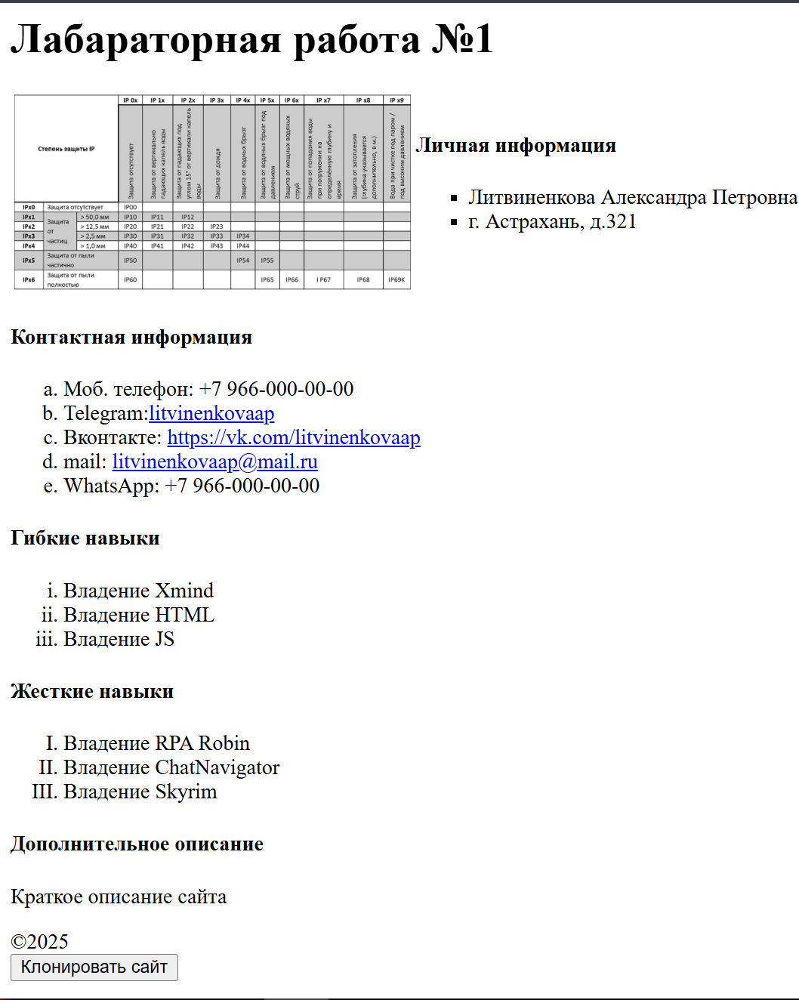 Лабараторная работа №1
Степень защиты IP
IP 0x IP 1x IP 2x IP 3x IP 4x IP 5x IP 6x IP x7 IP x8 IP x9
Защита отсутствует
Защита от вертикально падающих капель воды
Защита от падающих под углом 15° от вертикали капель воды
Защита от дождя
Защита от водных брызг
Защита от водяных брызг под давлением
Защита от мощных водяных струй
Защита от попадания воды при погружении на определённую глубину и время
Защита от затопления (глубина указывается дополнительно, в м.)
Вода при чистке под паром / под высоким давлением
IPx0 Защита отсутствует IP00
IPx1 Защита от частиц > 50,0 мм IP10 IP11 IP12
IPx2 > 12,5 мм IP20 IP21 IP22 IP23
IPx3 > 2,5 мм IP30 IP31 IP32 IP33 IP34
IPx4 > 1,0 мм IP40 IP41 IP42 IP43 IP44
IPx5 Защита от пыли частично IP50 IP54 IP55
IPx6 Защита от пыли полностью IP60 IP65 IP66 I P67 IP68 IP69K
Личная информация
▪ Литвиненкова Александра Петровна
▪ г. Астрахань, д.321
Контактная информация
a. Моб. телефон: +7 966-000-00-00
b. Telegram:litvinenkovaap
c. Вконтакте: https://vk.com/litvinenkovaap
d. mail: litvinenkovaap@mail.ru
e. WhatsApp: +7 966-000-00-00
Гибкие навыки
i. Владение Xmind
ii. Владение HTML
iii. Владение JS
Жесткие навыки
I. Владение RPA Robin
II. Владение ChatNavigator
III. Владение Skyrim
Дополнительное описание
Краткое описание сайта
©2025
Клонировать сайт